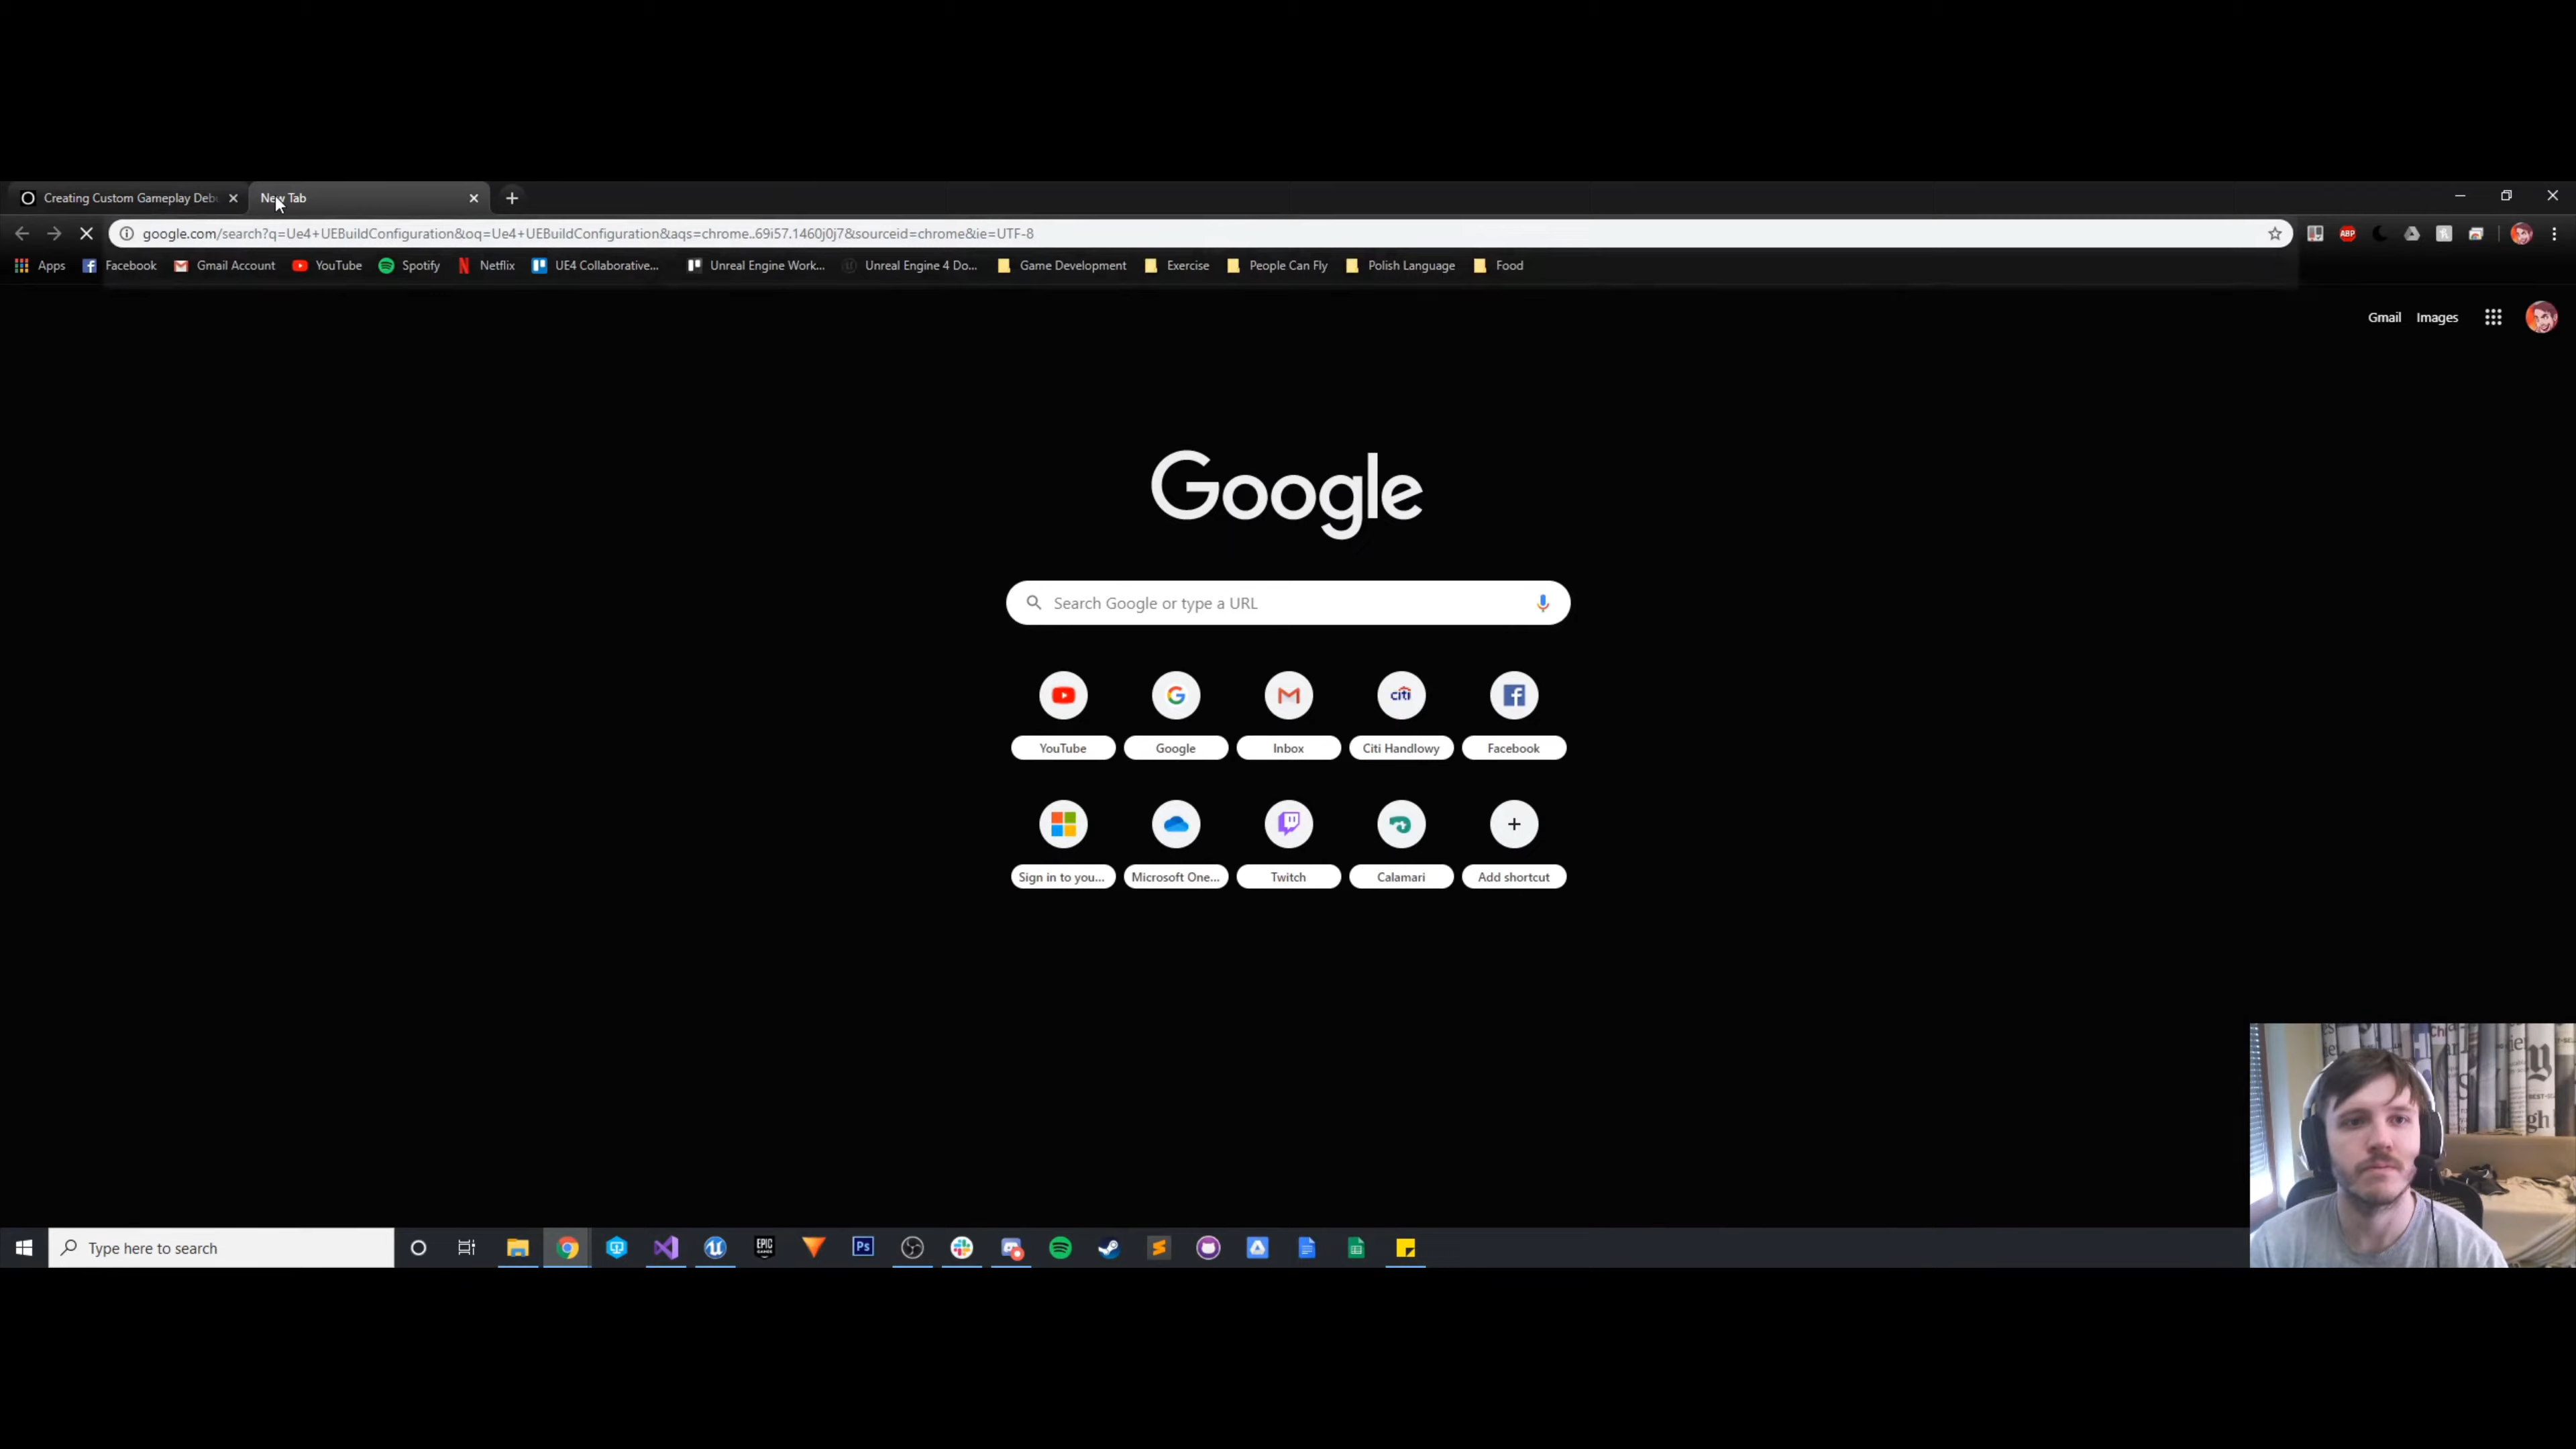 Creating Custom Gameplay Deb
New Tab
google.com/search?q=Ue4+UEBuildConfiguration&oq=Ue4+UEBuildConfiguration&aqs=chrome..69i57.1460j0j7&sourceid=chrome&ie=UTF-8
ABP
Apps Facebook Gmail Account YouTube Spotify Netflix UE4 Collaborative... Unreal Engine Work... Unreal Engine 4 Do... Game Development Exercise People Can Fly Polish Language Food
Gmail Images
Google
Search Google or type a URL
citi
YouTube Google Inbox Citi Handlowy Facebook
Sign in to you... Microsoft One... Twitch Calamari Add shortcut
Type here to search
EPIC GAMES
Ps